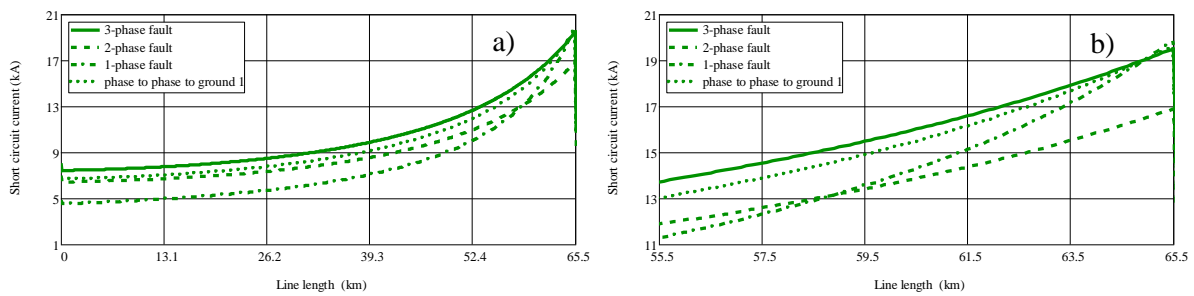 21
17
13
9
5
1
Short circuit current (kA)
3-phase fault
2-phase fault
1-phase fault
phase to phase to ground 1
a)
0
13.1
26.2
39.3
52.4
65.5
Line length (km)
21
19
17
15
13
11
Short circuit current (kA)
3-phase fault
2-phase fault
1-phase fault
phase to phase to ground 1
b)
55.5
57.5
59.5
61.5
63.5
65.5
Line length (km)